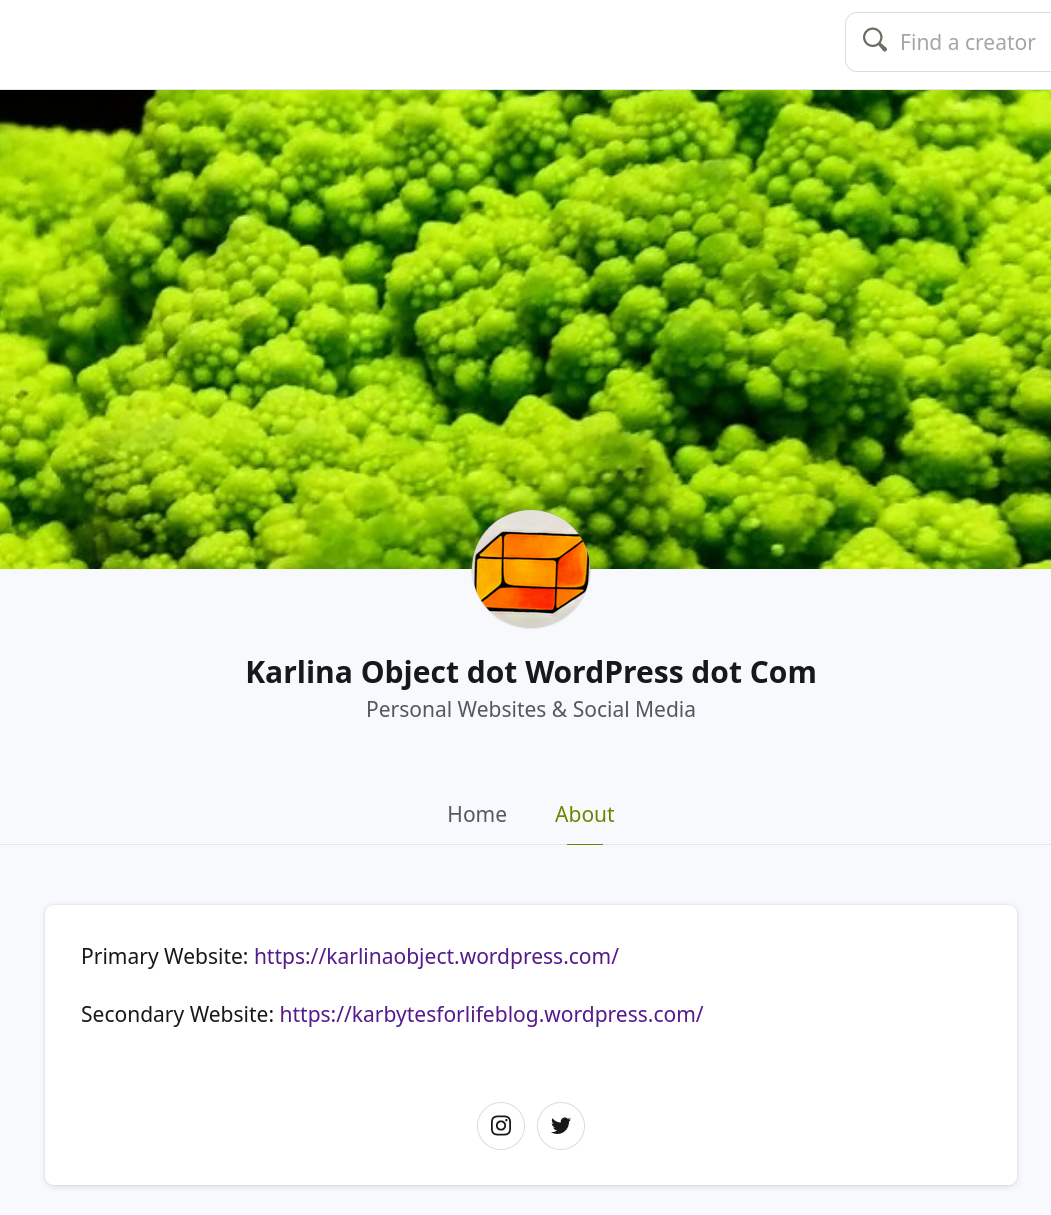 Find a creator
Karlina Object dot WordPress dot Com
Personal Websites & Social Media
Home
About
Primary Website: https://karlinaobject.wordpress.com/
Secondary Website: https://karbytesforlifeblog.wordpress.com/